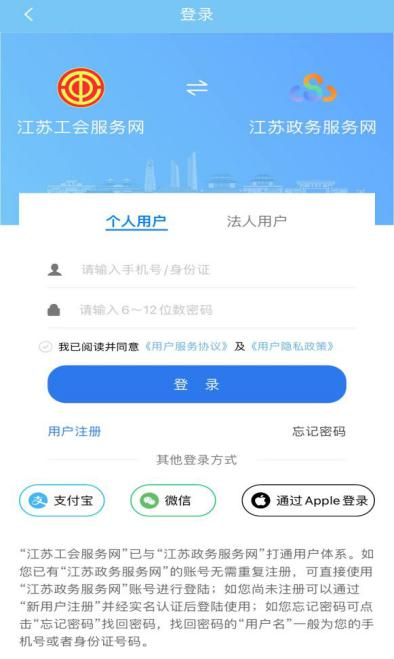 登录
江苏工会服务网
江苏政务服务网
个人用户 法人用户
请输入手机号/身份证
请输入6～12位数密码
我已阅读并同意《用户服务协议》及《用户隐私政策》
登 录
用户注册 忘记密码
其他登录方式
支付宝 微信 通过Apple登录
“江苏工会服务网”已与“江苏政务服务网”打通用户体系。如
您已有“江苏政务服务网”的账号无需重复注册，可直接使用
“江苏政务服务网”账号进行登陆；如您尚未注册可以通过
“新用户注册”并经实名认证后登陆使用；如您忘记密码可点
击“忘记密码”找回密码，找回密码的“用户名”一般为您的手
机号或者身份证号码。